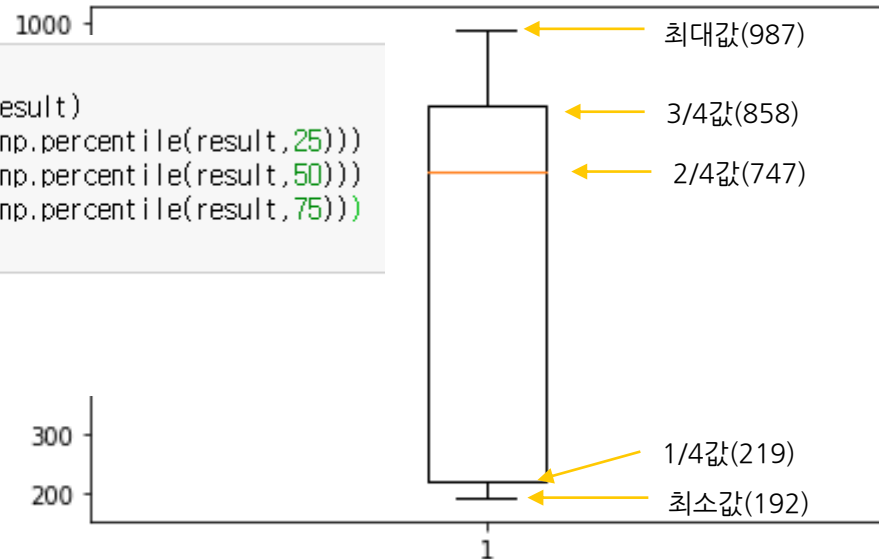 1000
최대값(987)
esult)
3/4값(858)
np.percentile(result,25)))
np.percentile(result,50)))
2/4값(747)
np.percentile(result,75)))
300
1/4값(219)
200
최소값(192)
1